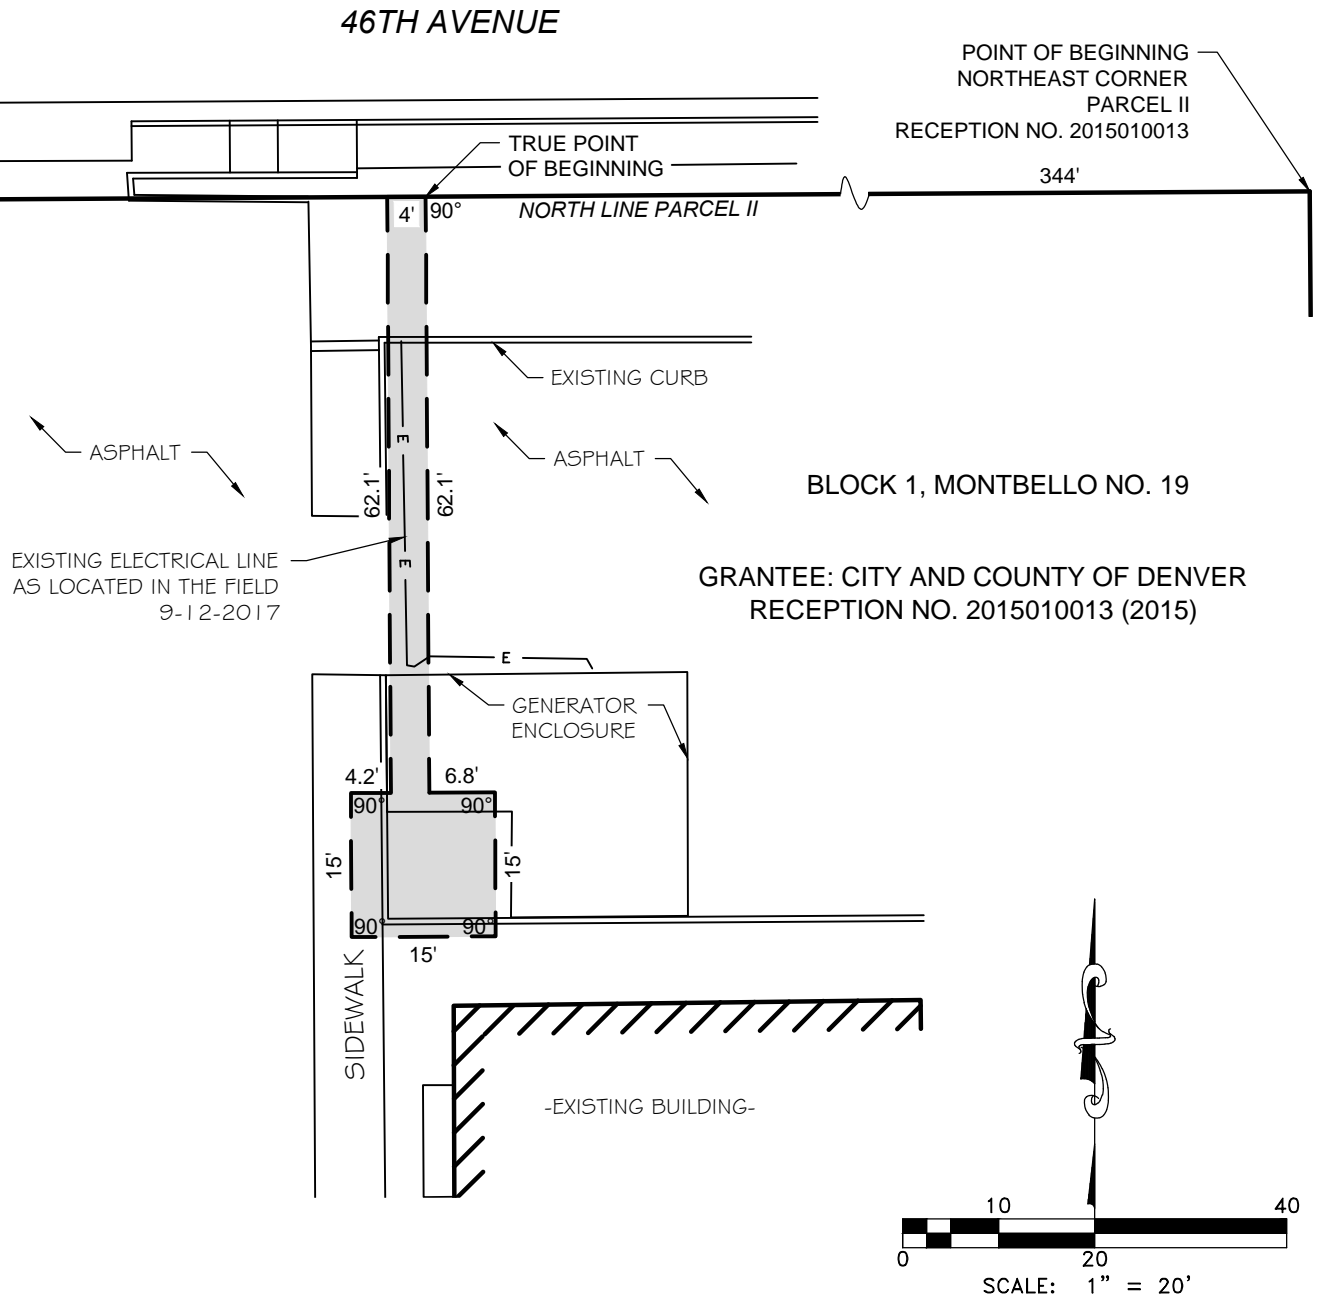 46TH AVENUE
POINT OF BEGINNING
NORTHEAST CORNER
PARCEL II
RECEPTION NO. 2015010013
TRUE POINT
OF BEGINNING
344'
4'
90°
NORTH LINE PARCEL II
EXISTING CURB
ASPHALT
ASPHALT
E
62.1'
62.1'
BLOCK 1, MONTBELLO NO. 19
EXISTING ELECTRICAL LINE
AS LOCATED IN THE FIELD
9-12-2017
E
GRANTEE: CITY AND COUNTY OF DENVER
RECEPTION NO. 2015010013 (2015)
E
GENERATOR
ENCLOSURE
4.2'
6.8'
90°
90°
15'
15'
90°
90°
15'
SIDEWALK
-EXISTING BUILDING-
10
40
0
20
SCALE: 1" = 20'